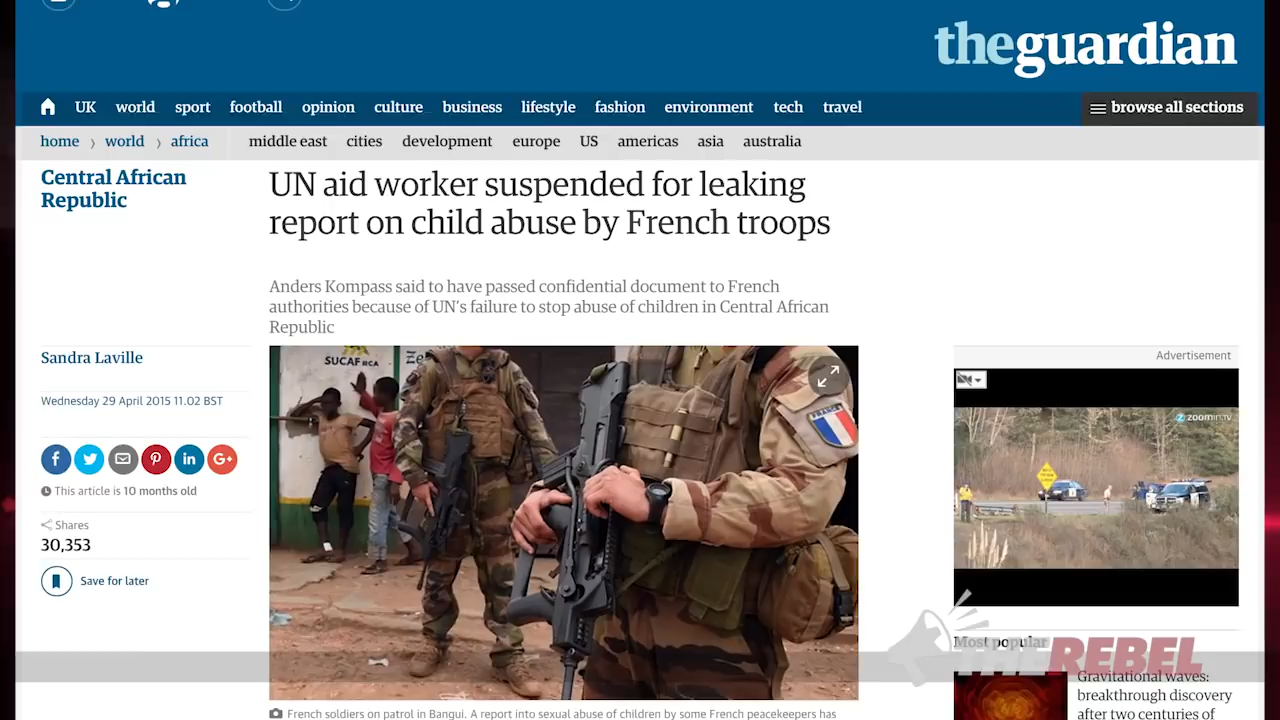 theguardian
UK world sport football opinion culture business lifestyle fashion environment tech travel browse all sections
home world africa middle east cities development europe US americas asia australia
Central African
Republic
UN aid worker suspended for leaking
report on child abuse by French troops
Anders Kompass said to have passed confidential document to French
authorities because of UN's failure to stop abuse of children in Central African
Republic
Sandra Laville
Wednesday 29 April 2015 11.02 BST
This article is 10 months old
Shares
30,353
Save for later
SUCAF RCA
FRANCE
French soldiers on patrol in Bangui. A report into sexual abuse of children by some French peacekeepers has
Advertisement
zoomin.TV
Most popular
THE REBEL
Gravitational waves:
breakthrough discovery
after two centuries of